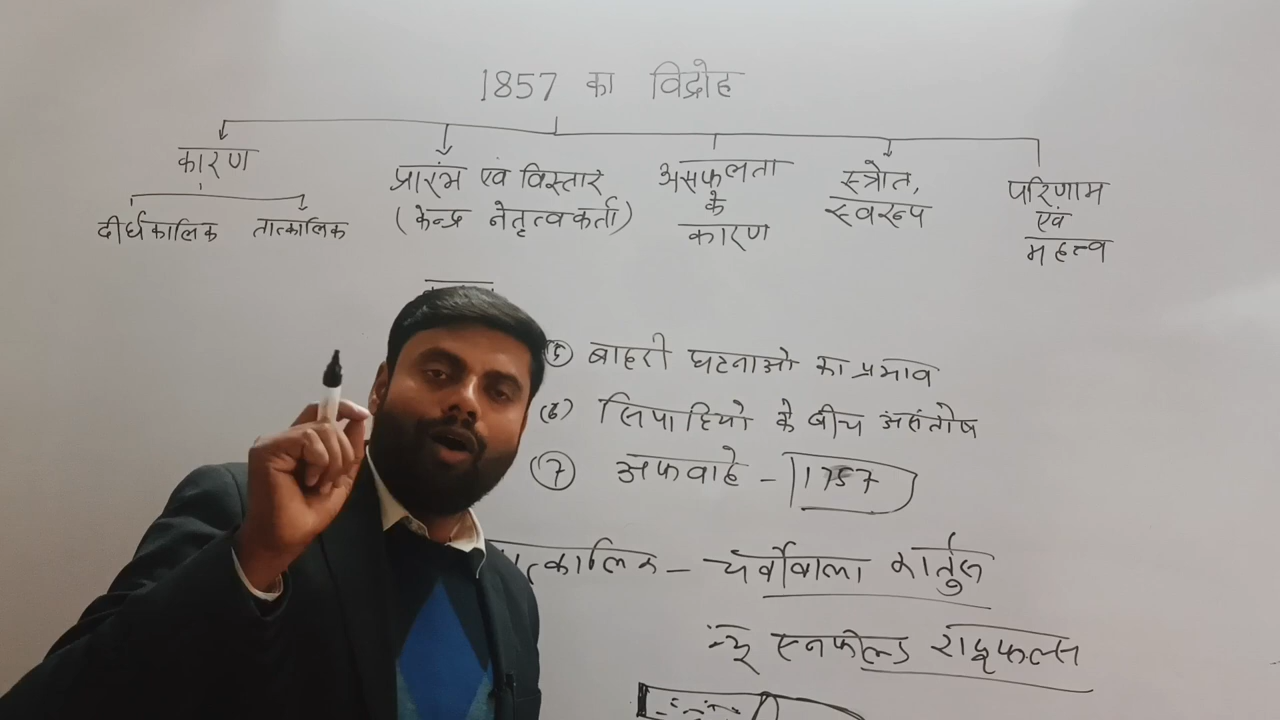 1857 का विद्रोह
कारण
दीर्घकालिक तात्कालिक
प्रारंभ एवं विस्तार
(केन्द्र नेतृत्वकर्ता)
असफलता
के
कारण
स्त्रोत,
स्वरूप
परिणाम
एवं
महत्व
बाहरी घटनाओ का प्रभाव
(6) सिपाहियो के बीच असंतोष
(7) अफवाहे - 1757
त्कालिक - चर्बीवाला कार्तुस
न्यू एनफील्ड राइफल्स